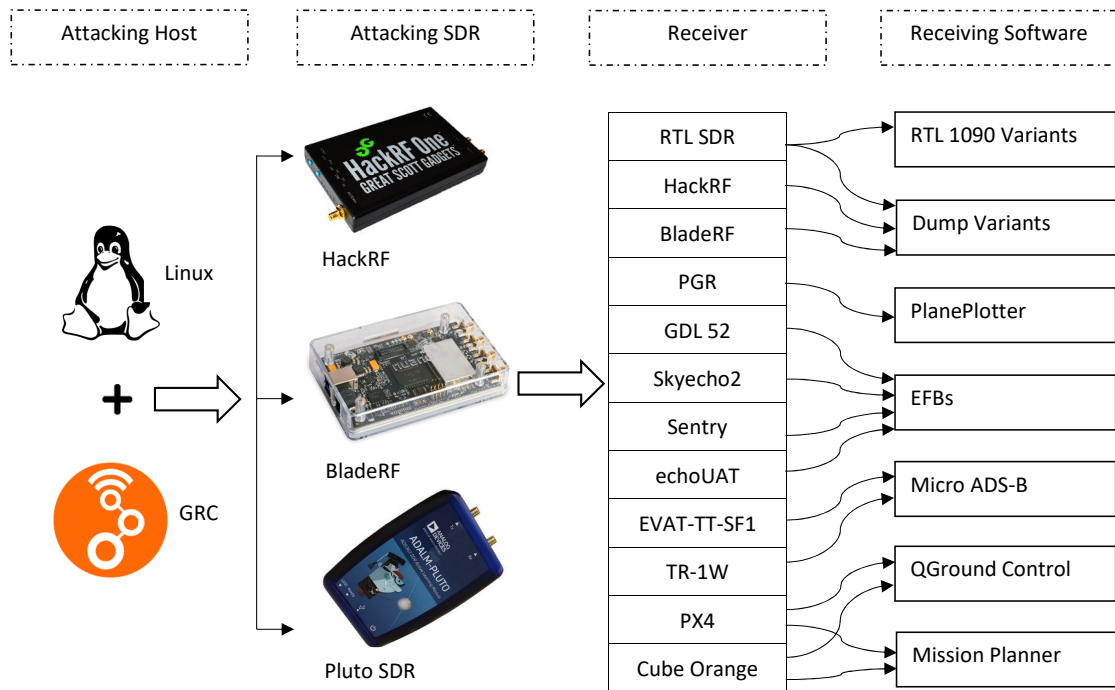 Attacking Host
Attacking SDR
Receiver
Receiving Software
HackRF One
GREAT SCOTT GADGETS
HackRF
Linux
GRC
BladeRF
ANALOG
DEVICES
ADALM-PLUTO
Pluto SDR
RTL SDR
HackRF
BladeRF
PGR
GDL 52
Skyecho2
Sentry
echoUAT
EVAT-TT-SF1
TR-1W
PX4
Cube Orange
RTL 1090 Variants
Dump Variants
PlanePlotter
EFBs
Micro ADS-B
QGround Control
Mission Planner